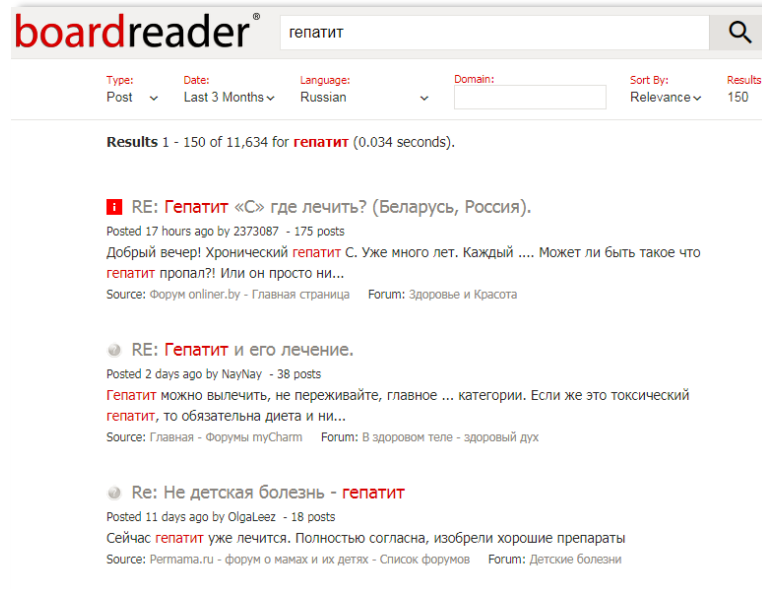 boardreader®
гепатит
Type: Date: Language: Domain: Sort By: Results
Post Last 3 Months Russian Relevance 150
Results 1 - 150 of 11,634 for гепатит (0.034 seconds).
RE: Гепатит «С» где лечить? (Беларусь, Россия).
Posted 17 hours ago by 2373087 - 175 posts
Добрый вечер! Хронический гепатит С. Уже много лет. Каждый .... Может ли быть такое что
гепатит пропал?! Или он просто ни...
Source: Форум onliner.by - Главная страница Forum: Здоровье и Красота
RE: Гепатит и его лечение.
Posted 2 days ago by NayNay - 38 posts
Гепатит можно вылечить, не переживайте, главное ... категории. Если же это токсический
гепатит, то обязательна диета и ни...
Source: Главная - Форумы myCharm Forum: В здоровом теле - здоровый дух
Re: Не детская болезнь - гепатит
Posted 11 days ago by OlgaLeez - 18 posts
Сейчас гепатит уже лечится. Полностью согласна, изобрели хорошие препараты
Source: Permama.ru - форум о мамах и их детях - Список форумов Forum: Детские болезни